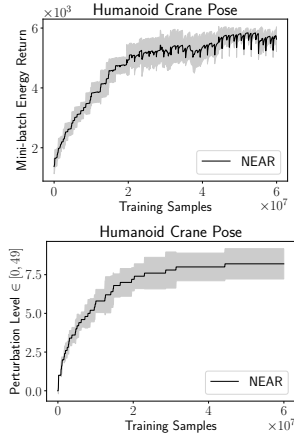 Humanoid Crane Pose
×10³
6
4
2
Mini-batch Energy Return
NEAR
0 2 4 6
Training Samples
×10⁷
Humanoid Crane Pose
7.5
5.0
2.5
0.0
Perturbation Level ∈ [0, 49]
NEAR
0 2 4 6
Training Samples
×10⁷